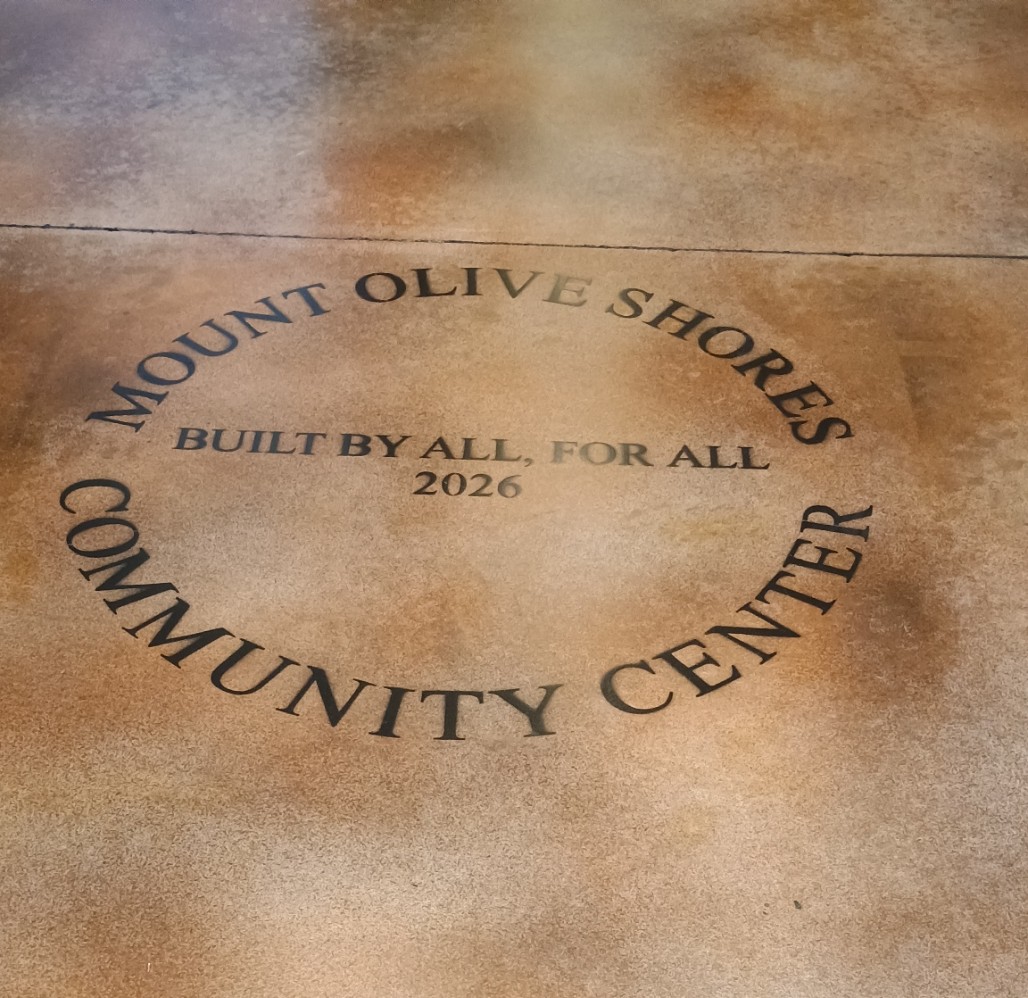 MOUNT OLIVE SHORES
BUILT BY ALL, FOR ALL
2026
COMMUNITY CENTER